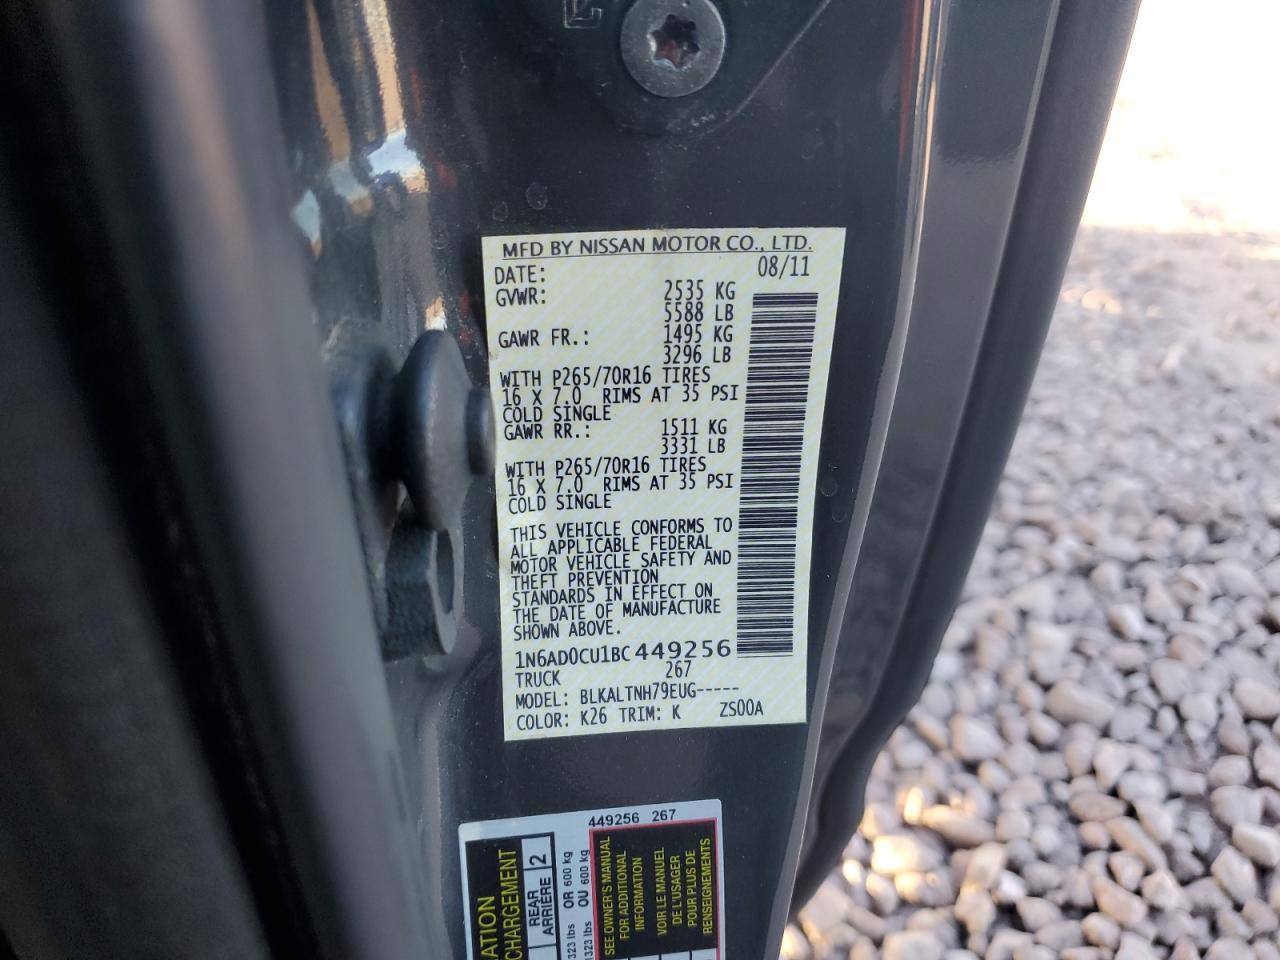 MFD BY NISSAN MOTOR CO., LTD.
DATE: 08/11
GVWR: 2535 KG
5588 LB
GAWR FR.: 1495 KG
3296 LB
WITH P265/70R16 TIRES
16 X 7.0 RIMS AT 35 PSI
COLD SINGLE
GAWR RR.: 1511 KG
3331 LB
WITH P265/70R16 TIRES
16 X 7.0 RIMS AT 35 PSI
COLD SINGLE
THIS VEHICLE CONFORMS TO
ALL APPLICABLE FEDERAL
MOTOR VEHICLE SAFETY AND
THEFT PREVENTION
STANDARDS IN EFFECT ON
THE DATE OF MANUFACTURE
SHOWN ABOVE.
1N6AD0CU1BC449256
TRUCK 267
MODEL: BLKALTNH79EUG-----
COLOR: K26 TRIM: K ZS00A
449256 267
REAR 2
ARRIÈRE
OR 600 kg
OU 600 kg
SEE OWNER'S MANUAL
FOR ADDITIONAL
INFORMATION
VOIR LE MANUEL
DE L'USAGER
POUR PLUS DE
RENSEIGNEMENTS